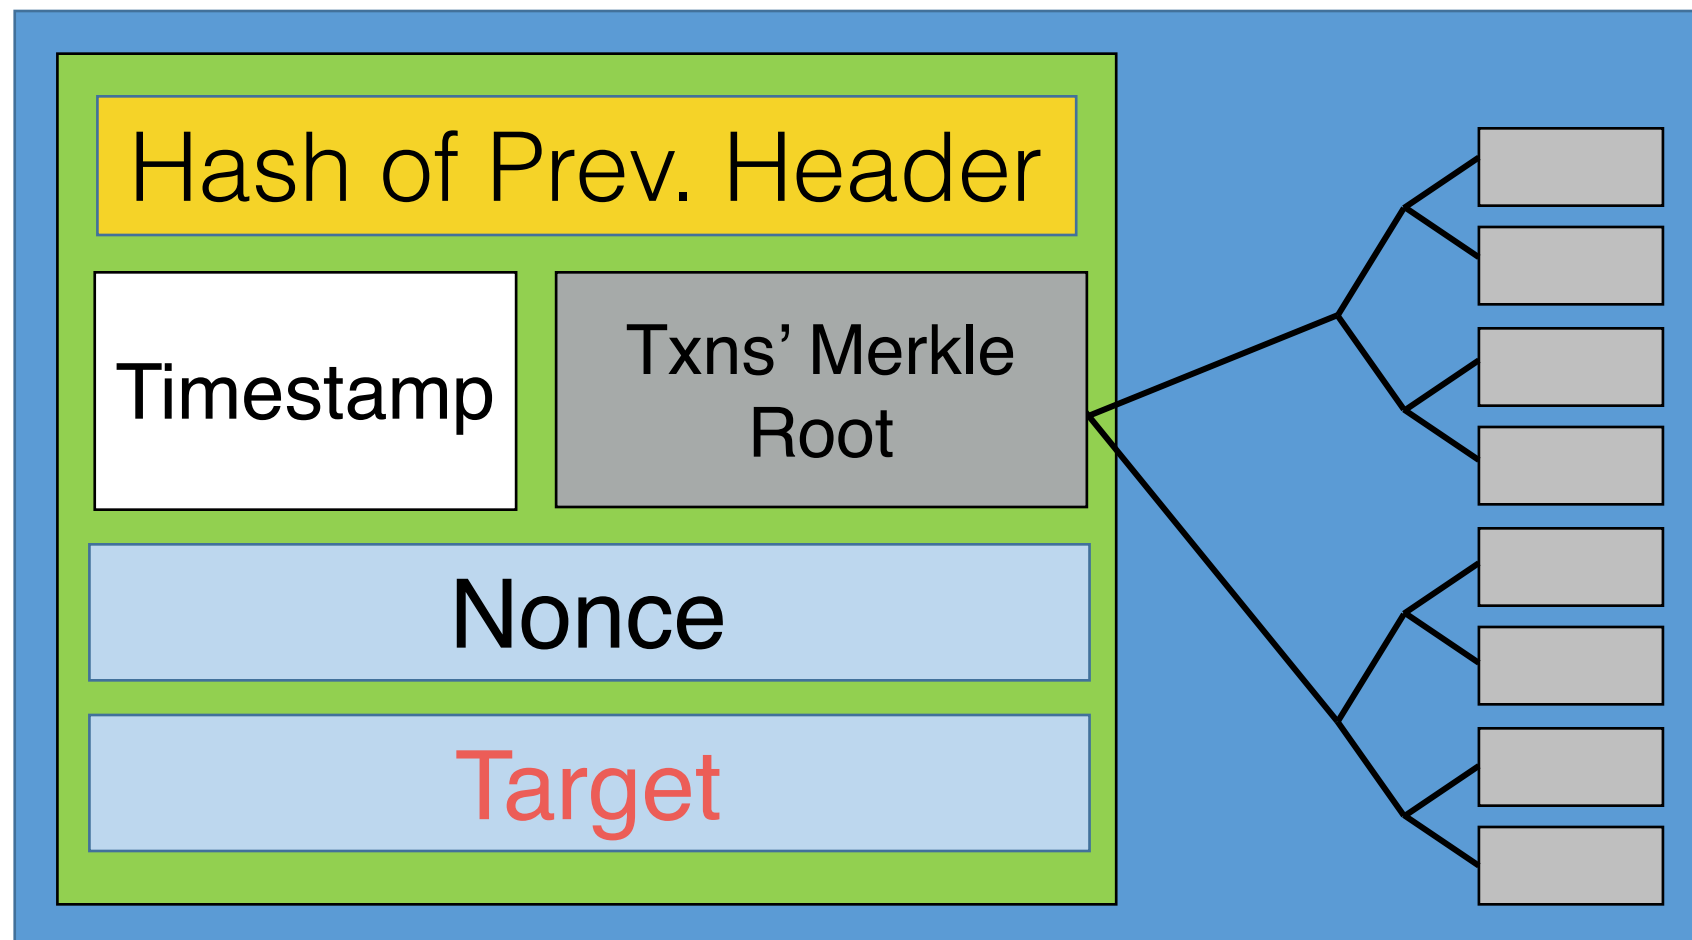 Hash of Prev. Header
Timestamp
Txns’ Merkle
Root
Nonce
Target